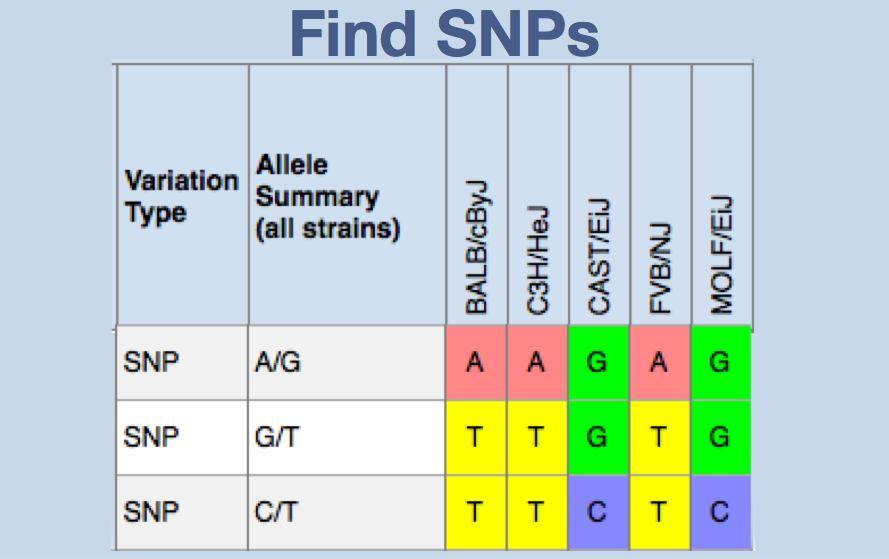 Find SNPs
Variation
Type
Allele
Summary
(all strains)
BALB/cByJ
C3H/HeJ
CAST/EiJ
FVB/NJ
MOLF/EiJ
SNP A/G A A G A G
SNP G/T T T G T G
SNP C/T T T C T C